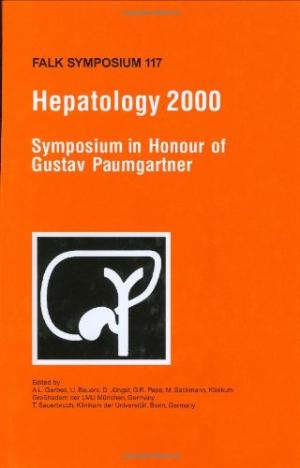 FALK SYMPOSIUM 117
Hepatology 2000
Symposium in Honour of
Gustav Paumgartner
Edited by
A.L. Gerbes, U. Beuers, D. Jüngst, G.R. Pape, M. Sackmann, Klinikum
Großhadern der LMU München, Germany
T. Sauerbruch, Klinikum der Universität, Bonn, Germany